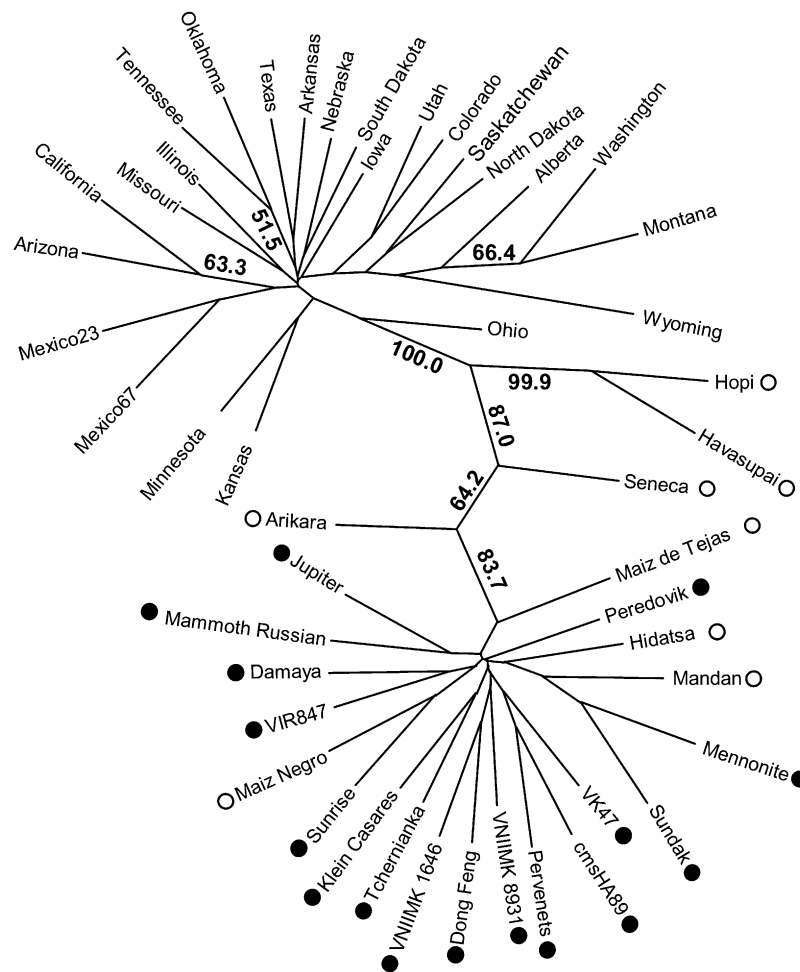 Oklahoma
Texas
Arkansas
Nebraska
South Dakota
Iowa
Utah
Colorado
Saskatchewan
North Dakota
Alberta
Washington
Tennessee
Illinois
Missouri
California
Arizona
51.5
63.3
66.4
Montana
Wyoming
Mexico23
Mexico67
Minnesota
Kansas
Ohio
100.0
99.9
Hopi
Havasupai
87.0
Seneca
64.2
Arikara
83.7
Maiz de Tejas
Jupiter
Peredovik
Mammoth Russian
Hidatsa
Damaya
Mandan
VIR847
Mennonite
Maiz Negro
Sunrise
Klein Casares
Tchernianka
VNIIMK 1646
Dong Feng
VNIIMK 8931
Pervenets
cmsHA89
VK47
Sundak